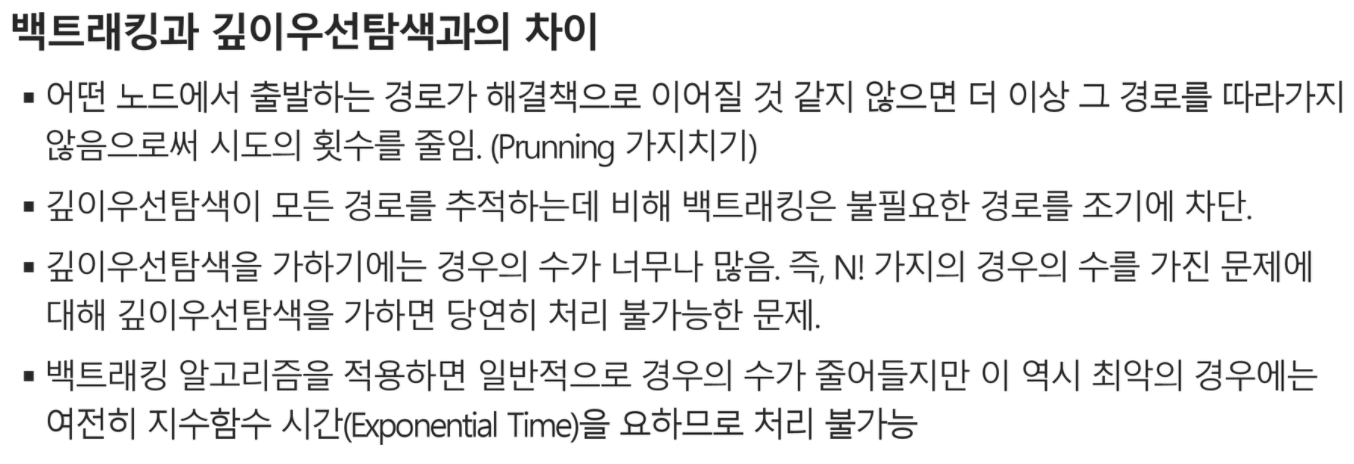 백트래킹과 깊이우선탐색과의 차이
▪ 어떤 노드에서 출발하는 경로가 해결책으로 이어질 것 같지 않으면 더 이상 그 경로를 따라가지
않음으로써 시도의 횟수를 줄임. (Prunning 가지치기)
▪ 깊이우선탐색이 모든 경로를 추적하는데 비해 백트래킹은 불필요한 경로를 조기에 차단.
▪ 깊이우선탐색을 가하기에는 경우의 수가 너무나 많음. 즉, N! 가지의 경우의 수를 가진 문제에
대해 깊이우선탐색을 가하면 당연히 처리 불가능한 문제.
▪ 백트래킹 알고리즘을 적용하면 일반적으로 경우의 수가 줄어들지만 이 역시 최악의 경우에는
여전히 지수함수 시간(Exponential Time)을 요하므로 처리 불가능